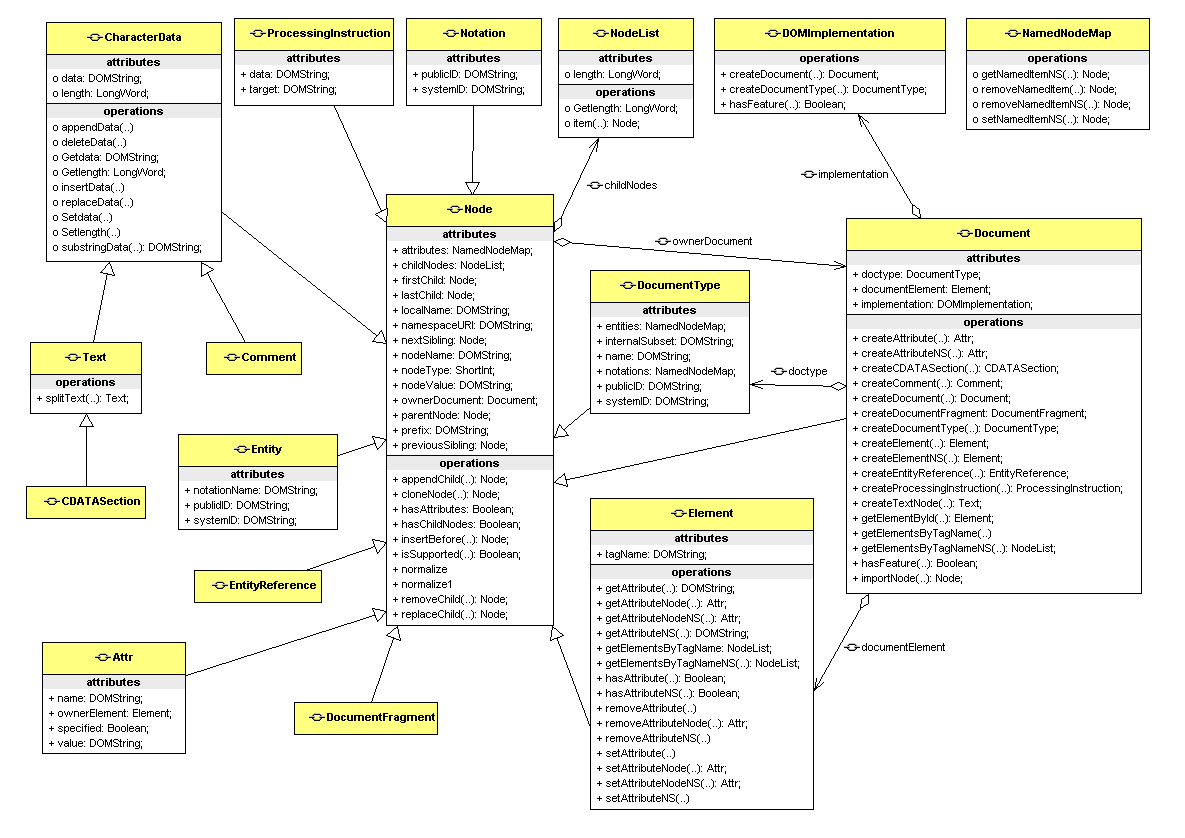 CharacterData
attributes
o data: DOMString;
o length: LongWord;
operations
o appendData(..)
o deleteData(..)
o Getdata: DOMString;
o Getlength: LongWord;
o insertData(..)
o replaceData(..)
o Setdata(..)
o Setlength(..)
o substringData(..): DOMString;
ProcessingInstruction
attributes
+ data: DOMString;
+ target: DOMString;
Notation
attributes
+ publicID: DOMString;
+ systemID: DOMString;
NodeList
attributes
o length: LongWord;
operations
o Getlength: LongWord;
o item(..): Node;
DOMImplementation
operations
+ createDocument(..): Document;
+ createDocumentType(..): DocumentType;
+ hasFeature(..): Boolean;
NamedNodeMap
operations
o getNamedItemNS(..): Node;
o removeNamedItem(..): Node;
o removeNamedItemNS(..): Node;
o setNamedItemNS(..): Node;
childNodes
implementation
ownerDocument
Node
attributes
+ attributes: NamedNodeMap;
+ childNodes: NodeList;
+ firstChild: Node;
+ lastChild: Node;
+ localName: DOMString;
+ namespaceURI: DOMString;
+ nextSibling: Node;
+ nodeName: DOMString;
+ nodeType: ShortInt;
+ nodeValue: DOMString;
+ ownerDocument: Document;
+ parentNode: Node;
+ prefix: DOMString;
+ previousSibling: Node;
operations
+ appendChild(..): Node;
+ cloneNode(..): Node;
+ hasAttributes: Boolean;
+ hasChildNodes: Boolean;
+ insertBefore(..): Node;
+ isSupported(..): Boolean;
+ normalize
+ normalize1
+ removeChild(..): Node;
+ replaceChild(..): Node;
Document
attributes
+ doctype: DocumentType;
+ documentElement: Element;
+ implementation: DOMImplementation;
operations
+ createAttribute(..): Attr;
+ createAttributeNS(..): Attr;
+ createCDATASection(..): CDATASection;
+ createComment(..): Comment;
+ createDocument(..): Document;
+ createDocumentFragment: DocumentFragment;
+ createDocumentType(..): DocumentType;
+ createElement(..): Element;
+ createElementNS(..): Element;
+ createEntityReference(..): EntityReference;
+ createProcessingInstruction(..): ProcessingInstruction;
+ createTextNode(..): Text;
+ getElementById(..): Element;
+ getElementsByTagName(..)
+ getElementsByTagNameNS(..): NodeList;
+ hasFeature(..): Boolean;
+ importNode(..): Node;
DocumentType
attributes
+ entities: NamedNodeMap;
+ internalSubset: DOMString;
+ name: DOMString;
+ notations: NamedNodeMap;
+ publicID: DOMString;
+ systemID: DOMString;
doctype
Text
operations
+ splitText(..): Text;
Comment
Entity
attributes
+ notationName: DOMString;
+ publidID: DOMString;
+ systemID: DOMString;
CDATASection
EntityReference
Element
attributes
+ tagName: DOMString;
operations
+ getAttribute(..): DOMString;
+ getAttributeNode(..): Attr;
+ getAttributeNodeNS(..): Attr;
+ getAttributeNS(..): DOMString;
+ getElementsByTagName: NodeList;
+ getElementsByTagNameNS(..): NodeList;
+ hasAttribute(..): Boolean;
+ hasAttributeNS(..): Boolean;
+ removeAttribute(..)
+ removeAttributeNode(..): Attr;
+ removeAttributeNS(..)
+ setAttribute(..)
+ setAttributeNode(..): Attr;
+ setAttributeNodeNS(..): Attr;
+ setAttributeNS(..)
documentElement
Attr
attributes
+ name: DOMString;
+ ownerElement: Element;
+ specified: Boolean;
+ value: DOMString;
DocumentFragment